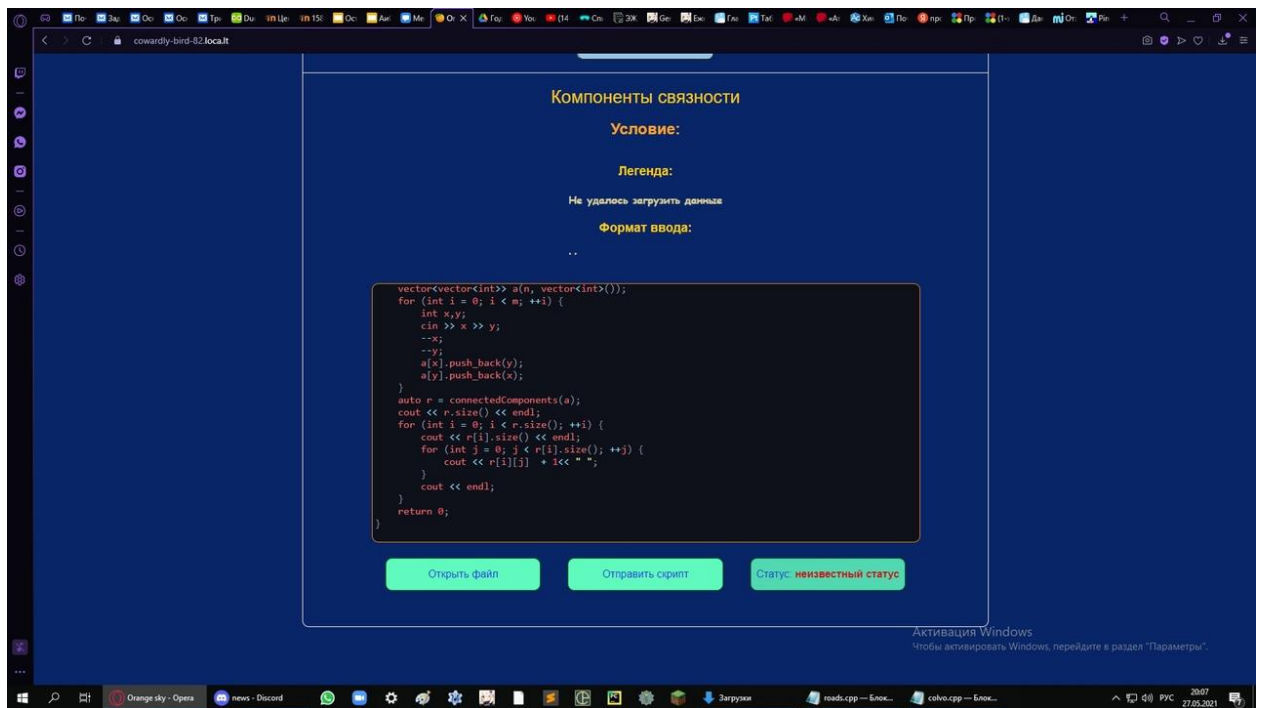 cowardly-bird-82.loca.lt
Компоненты связности
Условие:
Легенда:
Не удалось загрузить данные
Формат ввода:
. .
vector<vector<int>> a(n, vector<int>());
for (int i = 0; i < m; ++i) {
int x,y;
cin >> x >> y;
--x;
--y;
a[x].push_back(y);
a[y].push_back(x);
}
auto r = connectedComponents(a);
cout << r.size() << endl;
for (int i = 0; i < r.size(); ++i) {
cout << r[i].size() << endl;
for (int j = 0; j < r[i].size(); ++j) {
cout << r[i][j]  + 1<< " ";
}
cout << endl;
}
return 0;
}
Открыть файл
Отправить скрипт
Статус: неизвестный статус
Активация Windows
Чтобы активировать Windows, перейдите в раздел "Параметры".
Orange sky - Opera
news - Discord
Загрузки
roads.cpp — Блок...
colvo.cpp — Блок...
РУС
20:07
27.05.2021